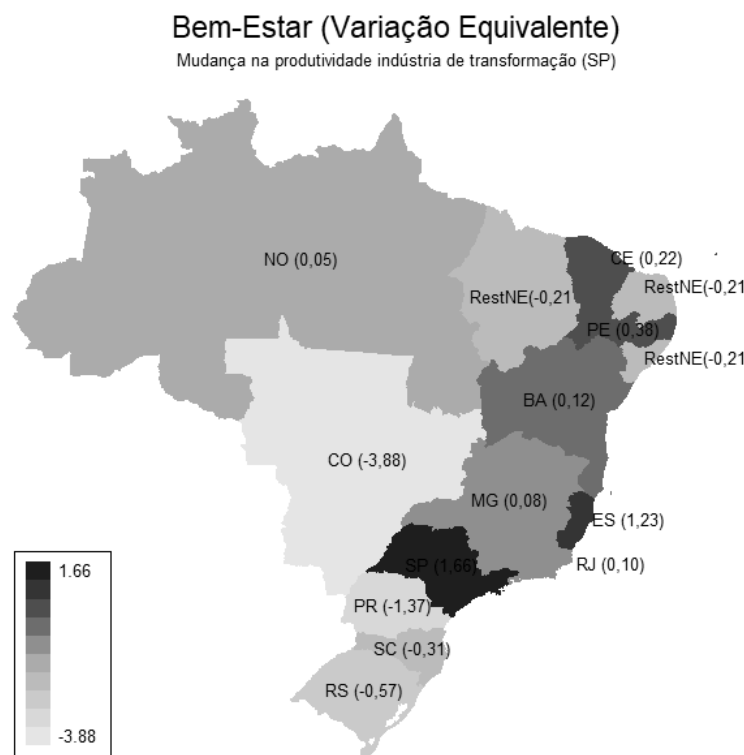 Bem-Estar (Variação Equivalente)
Mudança na produtividade indústria de transformação (SP)
NO (0,05)
CE (0,22)
RestNE(-0,21
RestNE(-0,21
PE (0,38)
RestNE(-0,21
BA (0,12)
CO (-3,88)
MG (0,08)
ES (1,23)
SP (1,66)
RJ (0,10)
PR (-1,37)
SC (-0,31)
RS (-0,57)
1.66
-3.88